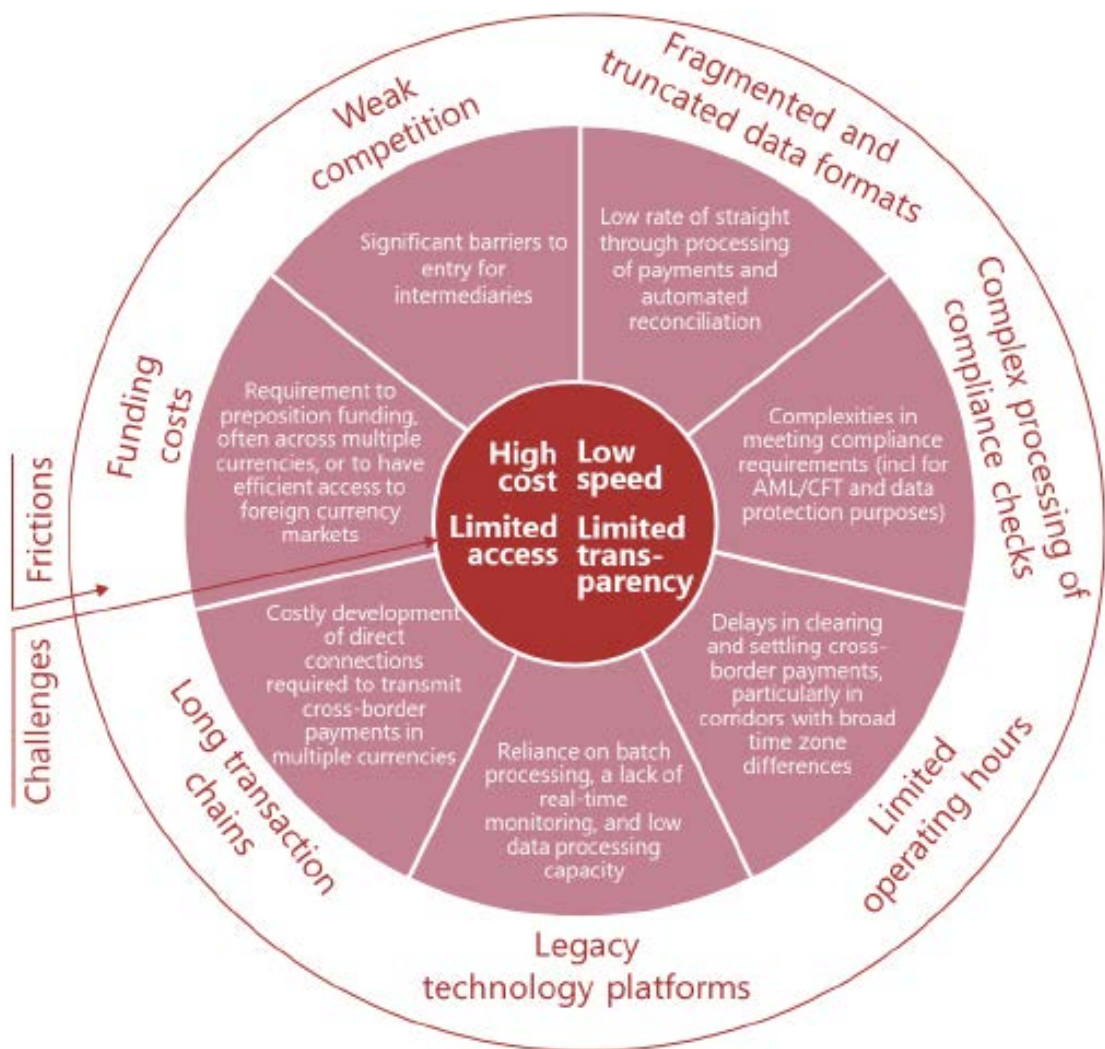 Weak
competition
Fragmented and
truncated data formats
Complex processing of
compliance checks
Limited
operating hours
Legacy
technology platforms
Long transaction
chains
Funding
costs
Significant barriers to
entry for
intermediaries
Low rate of straight
through processing
of payments and
automated
reconciliation
Complexities in
meeting compliance
requirements (incl for
AML/CFT and data
protection purposes)
Delays in clearing
and settling cross-
border payments,
particularly in
corridors with broad
time zone
differences
Reliance on batch
processing, a lack of
real-time
monitoring, and low
data processing
capacity
Costly development
of direct
connections
required to transmit
cross-border
payments in
multiple currencies
Requirement to
preposition funding,
often across multiple
currencies, or to have
efficient access to
foreign currency
markets
High
cost
Low
speed
Limited
access
Limited
trans-
parency
Frictions
Challenges